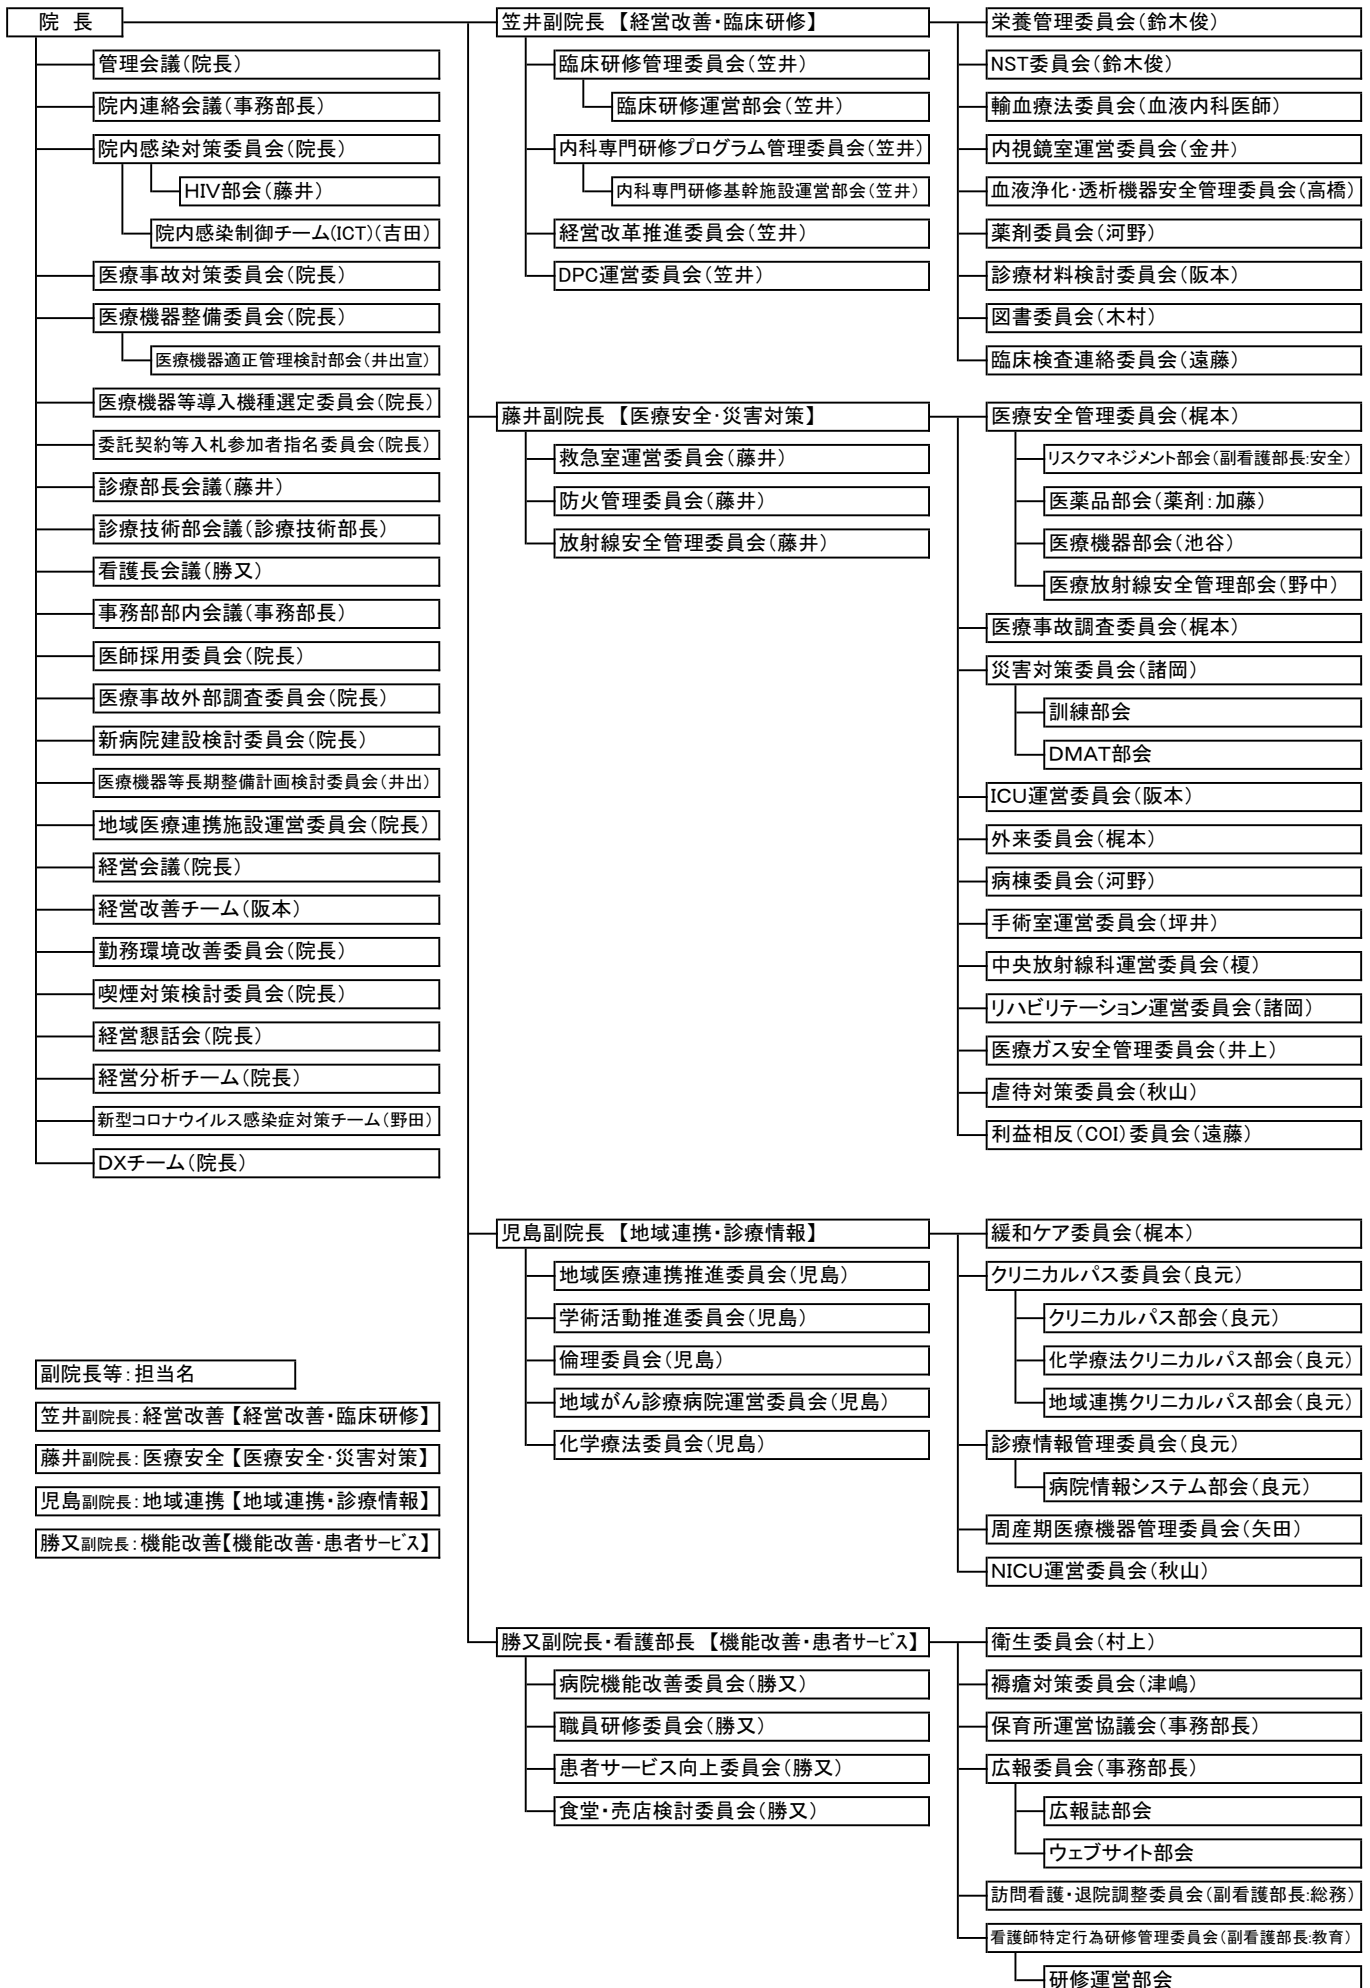 院　長
管理会議(院長)
院内連絡会議(事務部長)
院内感染対策委員会(院長)
HIV部会(藤井)
院内感染制御チーム(ICT)(吉田)
医療事故対策委員会(院長)
医療機器整備委員会(院長)
医療機器適正管理検討部会(井出宣)
医療機器等導入機種選定委員会(院長)
委託契約等入札参加者指名委員会(院長)
診療部長会議(藤井)
診療技術部会議(診療技術部長)
看護長会議(勝又)
事務部部内会議(事務部長)
医師採用委員会(院長)
医療事故外部調査委員会(院長)
新病院建設検討委員会(院長)
医療機器等長期整備計画検討委員会(井出)
地域医療連携施設運営委員会(院長)
経営会議(院長)
経営改善チーム(阪本)
勤務環境改善委員会(院長)
喫煙対策検討委員会(院長)
経営懇話会(院長)
経営分析チーム(院長)
新型コロナウイルス感染症対策チーム(野田)
DXチーム(院長)
副院長等:担当名
笠井副院長:経営改善【経営改善・臨床研修】
藤井副院長:医療安全【医療安全・災害対策】
児島副院長:地域連携【地域連携・診療情報】
勝又副院長:機能改善【機能改善・患者ｻｰﾋﾞｽ】
笠井副院長 【経営改善・臨床研修】
臨床研修管理委員会(笠井)
臨床研修運営部会(笠井)
内科専門研修プログラム管理委員会(笠井)
内科専門研修基幹施設運営部会(笠井)
経営改革推進委員会(笠井)
DPC運営委員会(笠井)
栄養管理委員会(鈴木俊)
NST委員会(鈴木俊)
輸血療法委員会(血液内科医師)
内視鏡室運営委員会(金井)
血液浄化・透析機器安全管理委員会(高橋)
薬剤委員会(河野)
診療材料検討委員会(阪本)
図書委員会(木村)
臨床検査連絡委員会(遠藤)
藤井副院長 【医療安全・災害対策】
救急室運営委員会(藤井)
防火管理委員会(藤井)
放射線安全管理委員会(藤井)
医療安全管理委員会(梶本)
リスクマネジメント部会(副看護部長:安全)
医薬品部会(薬剤:加藤)
医療機器部会(池谷)
医療放射線安全管理部会(野中)
医療事故調査委員会(梶本)
災害対策委員会(諸岡)
訓練部会
DMAT部会
ICU運営委員会(阪本)
外来委員会(梶本)
病棟委員会(河野)
手術室運営委員会(坪井)
中央放射線科運営委員会(榎)
リハビリテーション運営委員会(諸岡)
医療ガス安全管理委員会(井上)
虐待対策委員会(秋山)
利益相反(COI)委員会(遠藤)
児島副院長 【地域連携・診療情報】
地域医療連携推進委員会(児島)
学術活動推進委員会(児島)
倫理委員会(児島)
地域がん診療病院運営委員会(児島)
化学療法委員会(児島)
緩和ケア委員会(梶本)
クリニカルパス委員会(良元)
クリニカルパス部会(良元)
化学療法クリニカルパス部会(良元)
地域連携クリニカルパス部会(良元)
診療情報管理委員会(良元)
病院情報システム部会(良元)
周産期医療機器管理委員会(矢田)
NICU運営委員会(秋山)
勝又副院長・看護部長 【機能改善・患者ｻｰﾋﾞｽ】
病院機能改善委員会(勝又)
職員研修委員会(勝又)
患者サービス向上委員会(勝又)
食堂・売店検討委員会(勝又)
衛生委員会(村上)
褥瘡対策委員会(津嶋)
保育所運営協議会(事務部長)
広報委員会(事務部長)
広報誌部会
ウェブサイト部会
訪問看護・退院調整委員会(副看護部長:総務)
看護師特定行為研修管理委員会(副看護部長:教育)
研修運営部会